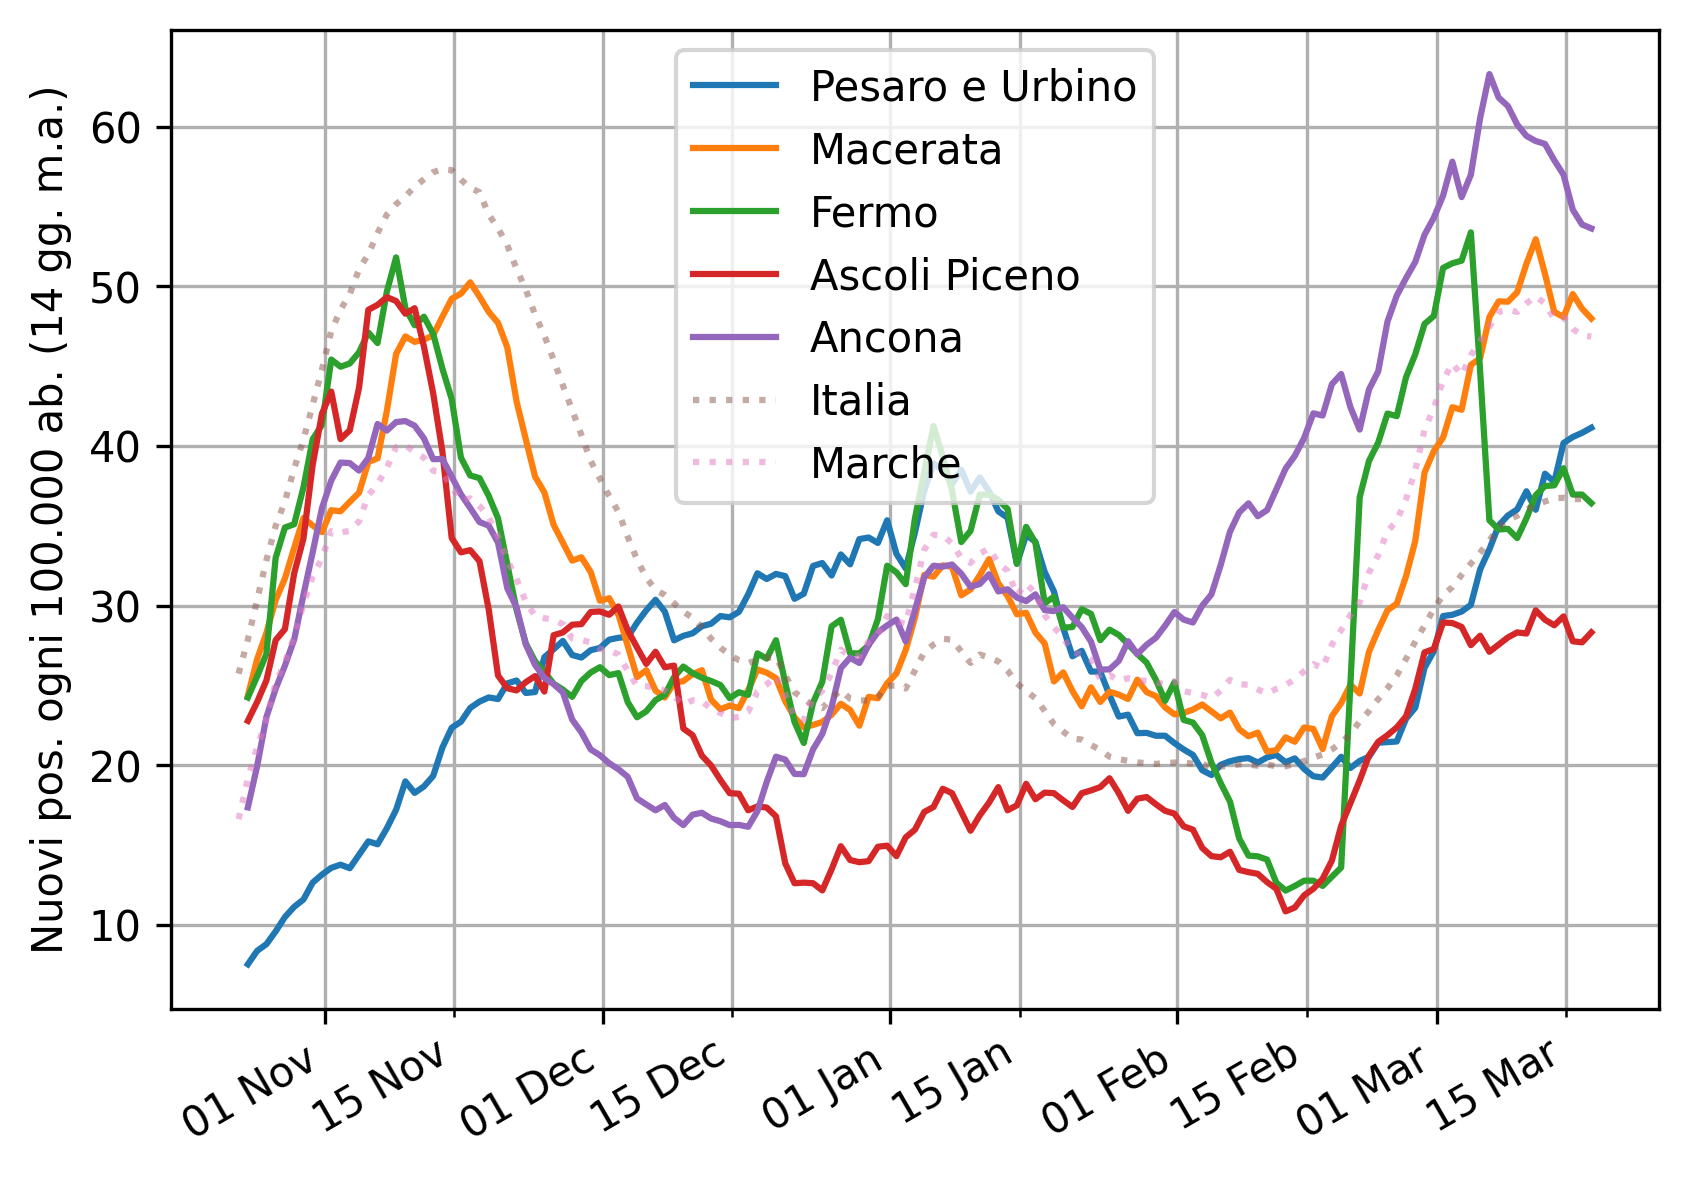 Nuovi pos. ogni 100.000 ab. (14 gg. m.a.)
60
50
40
30
20
10
Pesaro e Urbino
Macerata
Fermo
Ascoli Piceno
Ancona
Italia
Marche
01 Nov
15 Nov
01 Dec
15 Dec
01 Jan
15 Jan
01 Feb
15 Feb
01 Mar
15 Mar